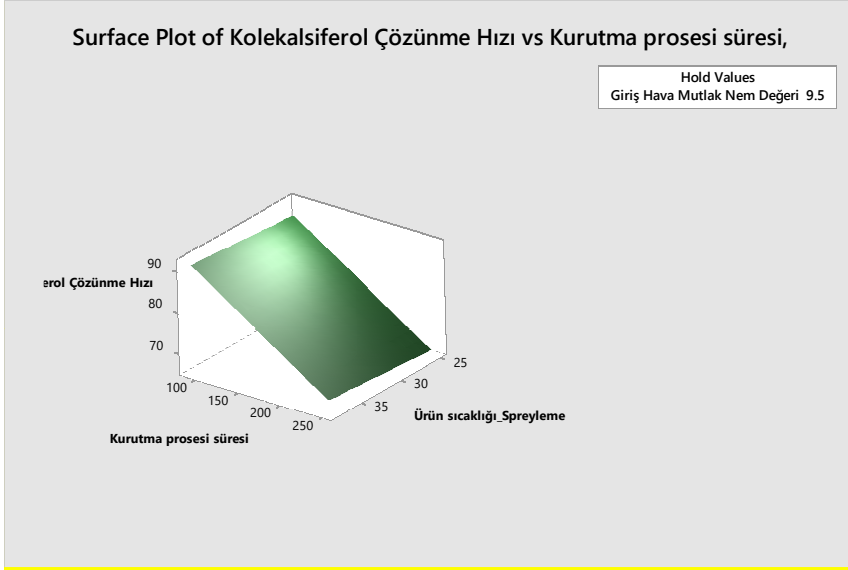 Surface Plot of Kolekalsiferol Çözünme Hızı vs Kurutma prosesi süresi,
Hold Values
Giriş Hava Mutlak Nem Değeri 9.5
90
erol Çözünme Hızı
80
70
100
150
200
250
25
30
35
Ürün sıcaklığı_Spreyleme
Kurutma prosesi süresi